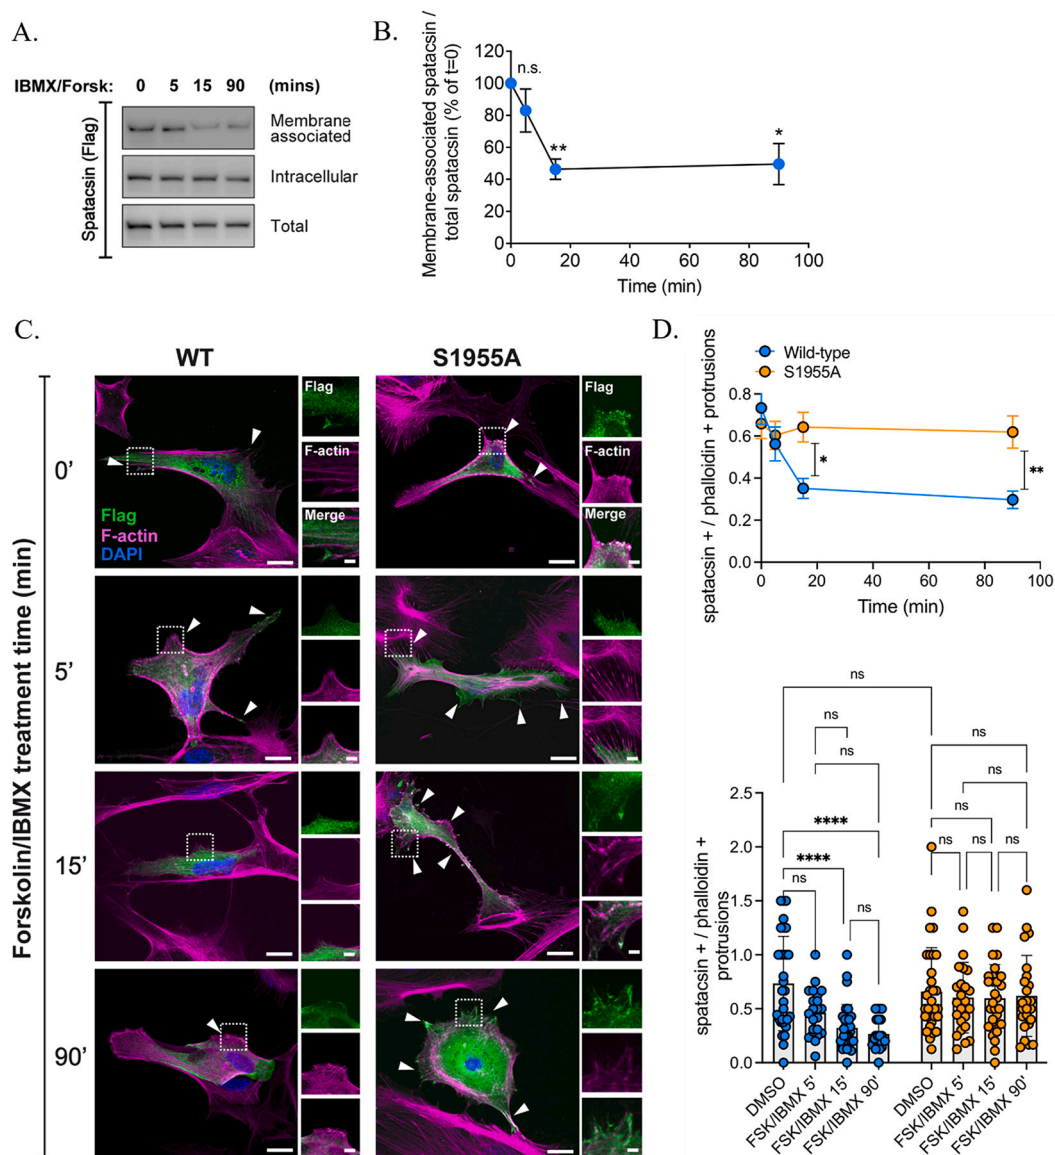 A.
IBMX/Forsk: 0 5 15 90 (mins)
Spatacsin (Flag)
Membrane
associated
Intracellular
Total
B.
Membrane-associated spatacsin /
total spatacsin (% of t=0)
120
100
80
60
40
20
0
n.s.
**
*
0 20 40 60 80 100
Time (min)
C.
WT
S1955A
Forskolin/IBMX treatment time (min)
0’
5’
15’
90’
Flag
F-actin
DAPI
Flag
F-actin
Merge
Flag
F-actin
Merge
D.
Wild-type
S1955A
spatacsin + / phalloidin + protrusions
0.8
0.6
0.4
0.2
0.0
*
**
0 20 40 60 80 100
Time (min)
spatacsin + / phalloidin +
protrusions
2.5
2.0
1.5
1.0
0.5
0.0
ns
ns
ns
ns
ns
****
ns
****
ns
ns
ns
ns
ns
DMSO
FSK/IBMX 5'
FSK/IBMX 15'
FSK/IBMX 90'
DMSO
FSK/IBMX 5'
FSK/IBMX 15'
FSK/IBMX 90'